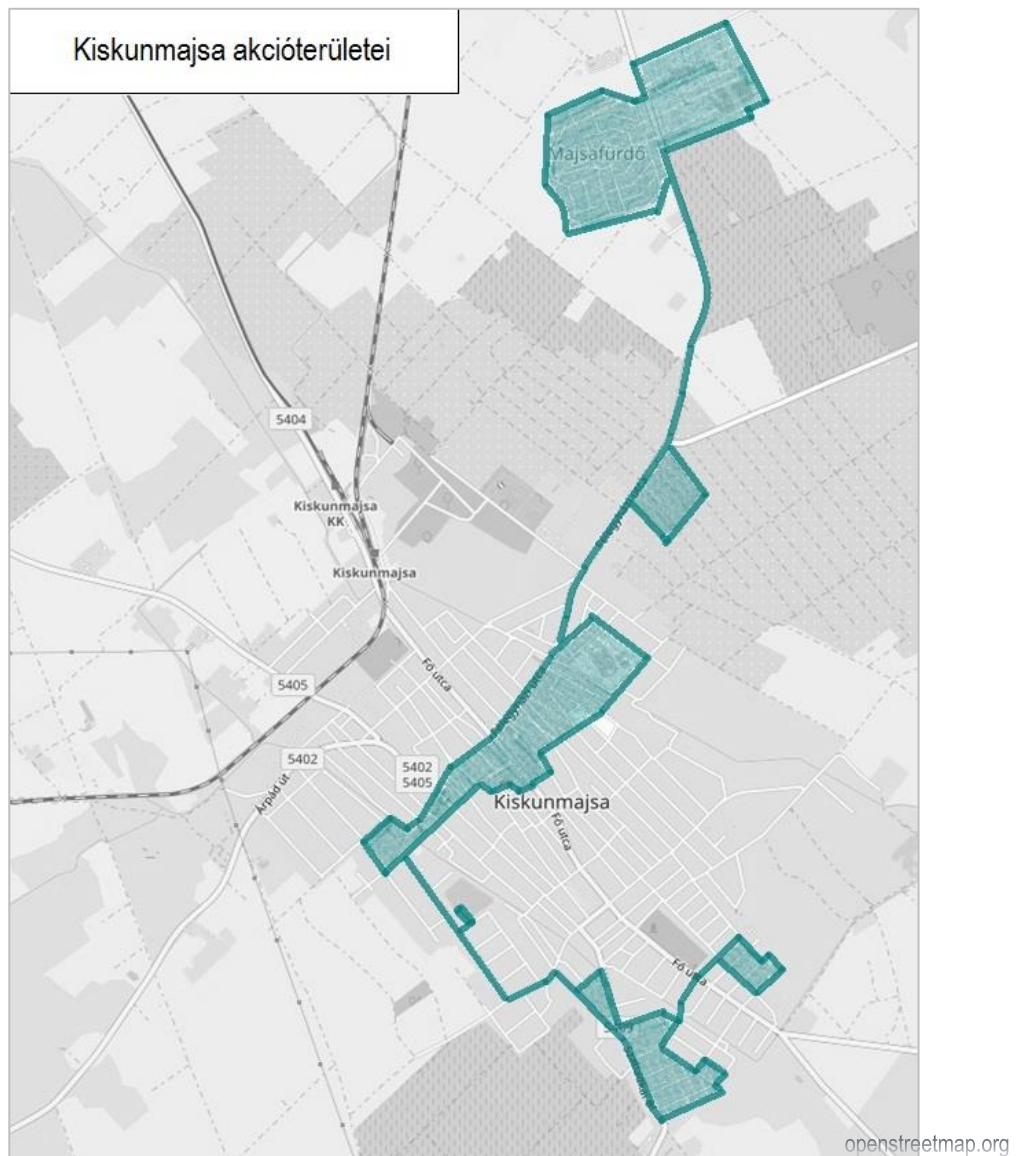 Kiskunmajsa akcióterületei
Majsafürdő
5404
Kiskunmajsa
KK
Kiskunmajsa
Fő utca
5405
5402
5402
5405
Árpád út
Kiskunmajsa
Fő utca
Fő utca
openstreetmap.org